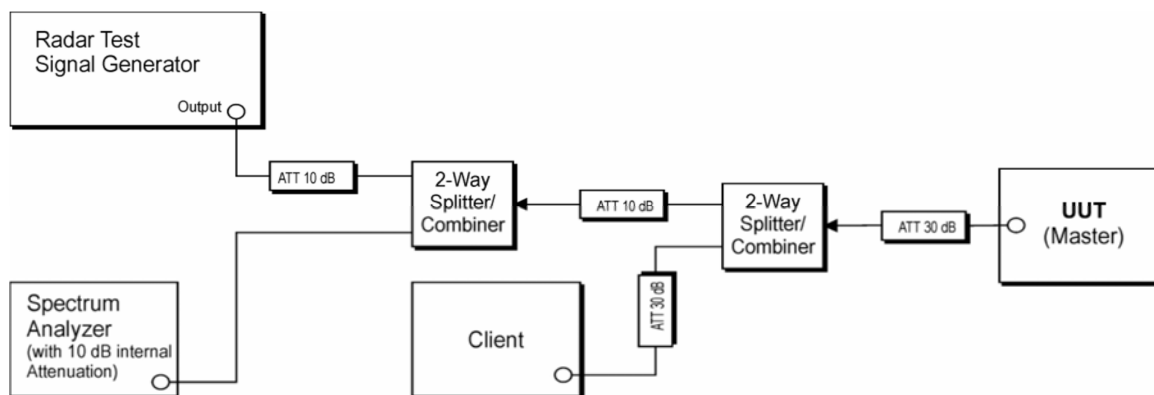 Radar Test
Signal Generator
Output
ATT 10 dB
2-Way
Splitter/
Combiner
ATT 10 dB
2-Way
Splitter/
Combiner
ATT 30 dB
UUT
(Master)
Spectrum
Analyzer
(with 10 dB internal
Attenuation)
Client
ATT 30 dB